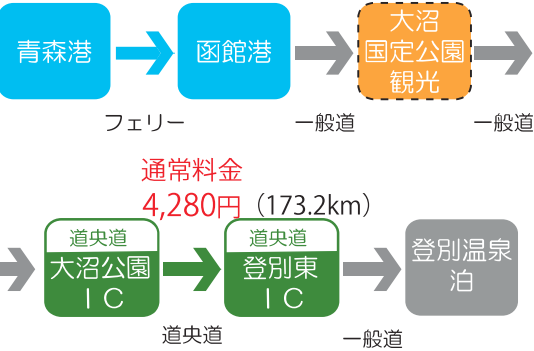 青森港
フェリー
函館港
一般道
大沼
国定公園
観光
一般道
通常料金
4,280円（173.2km）
道央道
大沼公園
IC
道央道
道央道
登別東
IC
一般道
登別温泉
泊